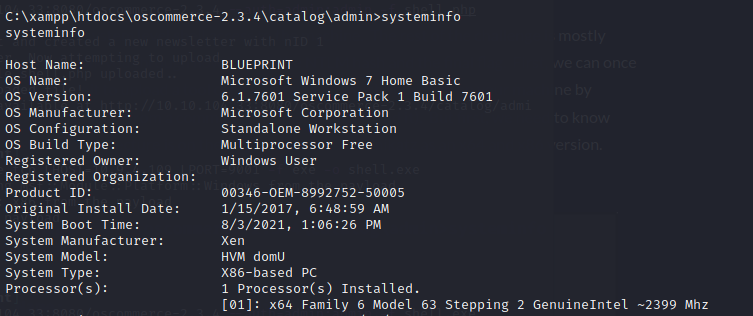 C:\xampp\htdocs\oscommerce-2.3.4\catalog\admin>systeminfo
systeminfo
Host Name: BLUEPRINT
OS Name: Microsoft Windows 7 Home Basic
OS Version: 6.1.7601 Service Pack 1 Build 7601
OS Manufacturer: Microsoft Corporation
OS Configuration: Standalone Workstation
OS Build Type: Multiprocessor Free
Registered Owner: Windows User
Registered Organization:
Product ID: 00346-OEM-8992752-50005
Original Install Date: 1/15/2017, 6:48:59 AM
System Boot Time: 8/3/2021, 1:06:26 PM
System Manufacturer: Xen
System Model: HVM domU
System Type: X86-based PC
Processor(s): 1 Processor(s) Installed.
[01]: x64 Family 6 Model 63 Stepping 2 GenuineIntel ~2399 Mhz
mostly
we can once
to know